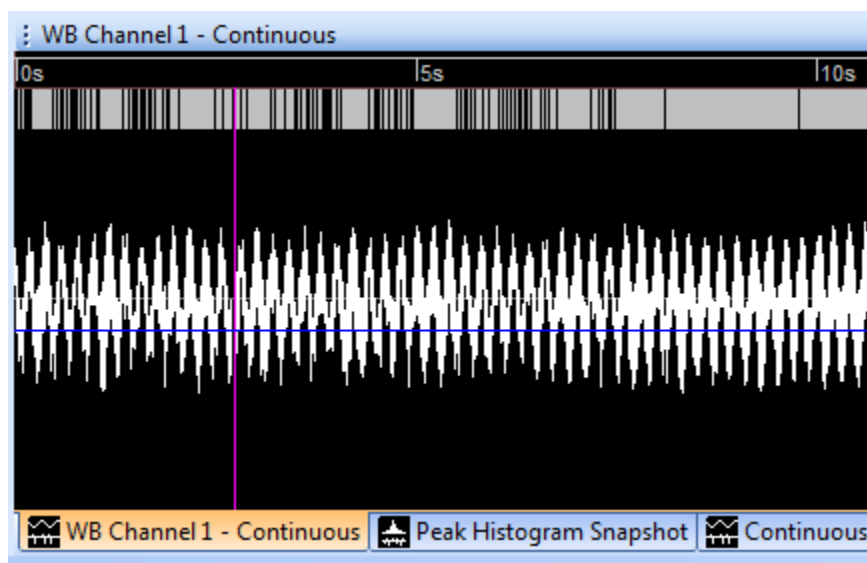 WB Channel 1 - Continuous
0s 5s 10s
WB Channel 1 - Continuous Peak Histogram Snapshot Continuous